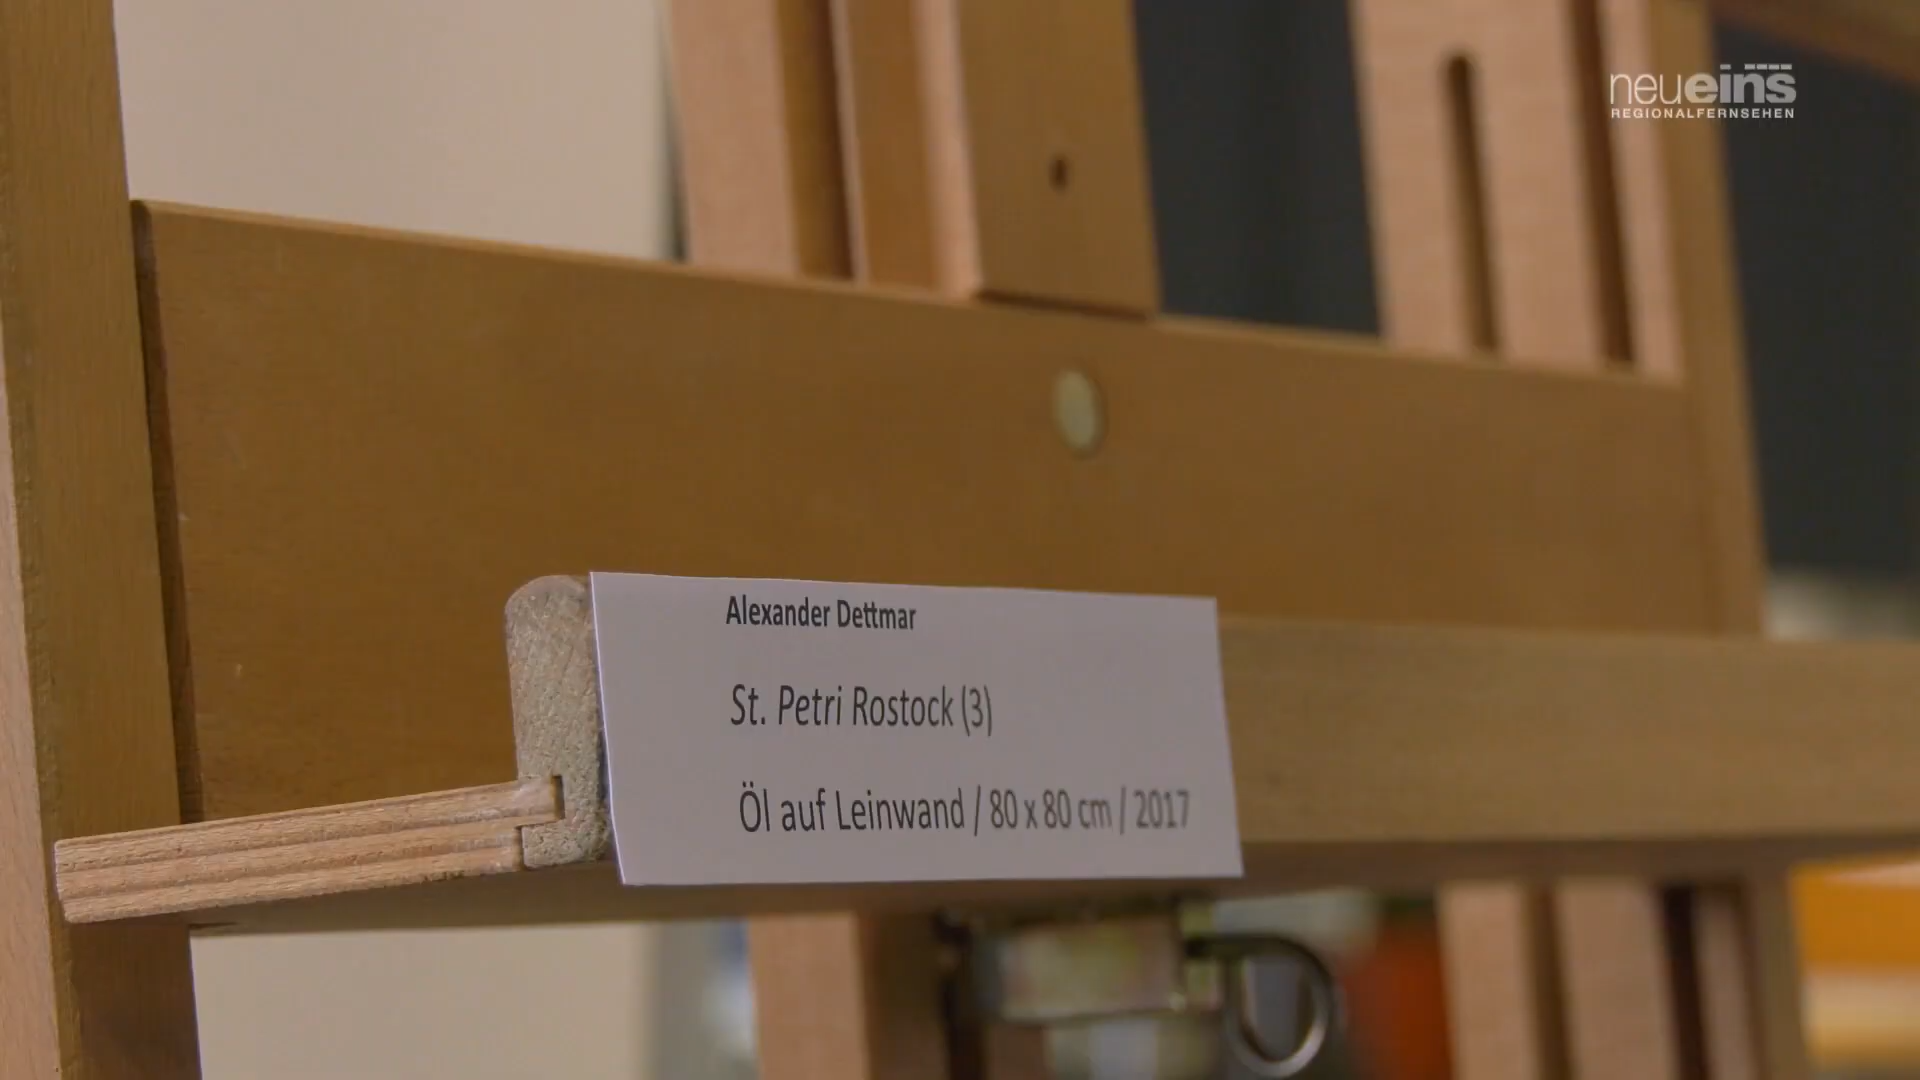 neueins
REGIONALFERNSEHEN
Alexander Dettmar
St. Petri Rostock (3)
Öl auf Leinwand / 80 x 80 cm / 2017